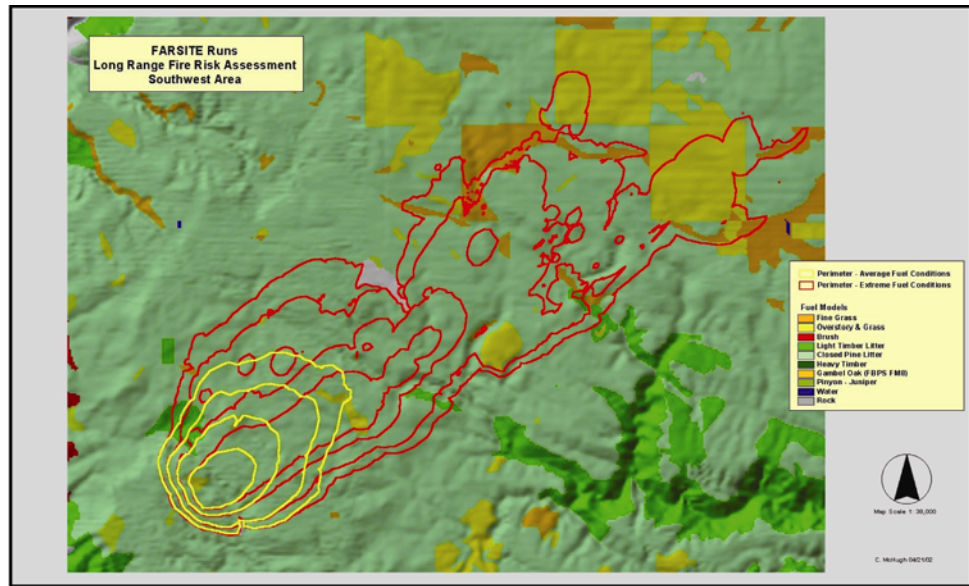 FARSITE Runs
Long Range Fire Risk Assessment
Southwest Area
Perimeter - Average Fuel Conditions
Perimeter - Extreme Fuel Conditions
Fuel Models
Fine Grass
Overstory & Grass
Brush
Light Timber Litter
Closed Pine Litter
Heavy Timber
Gambel Oak (FBPS FM8)
Pinyon - Juniper
Water
Rock
Map Scale 1: 38,000
C. McHugh 04/21/02